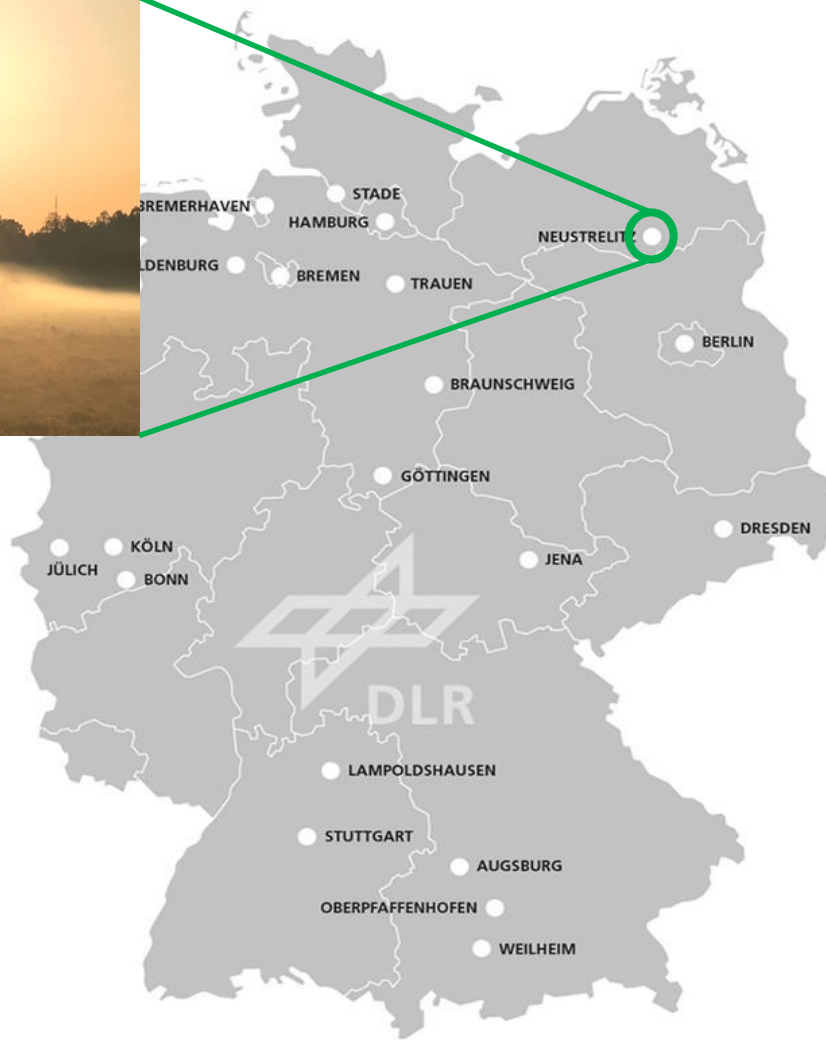 STADE
BREMERHAVEN
HAMBURG
NEUSTRELITZ
LDENBURG
BREMEN
TRAUEN
BERLIN
BRAUNSCHWEIG
GÖTTINGEN
DRESDEN
KÖLN
JENA
JÜLICH
BONN
DLR
LAMPOLDSHAUSEN
STUTTGART
AUGSBURG
OBERPFAFFENHOFEN
WEILHEIM